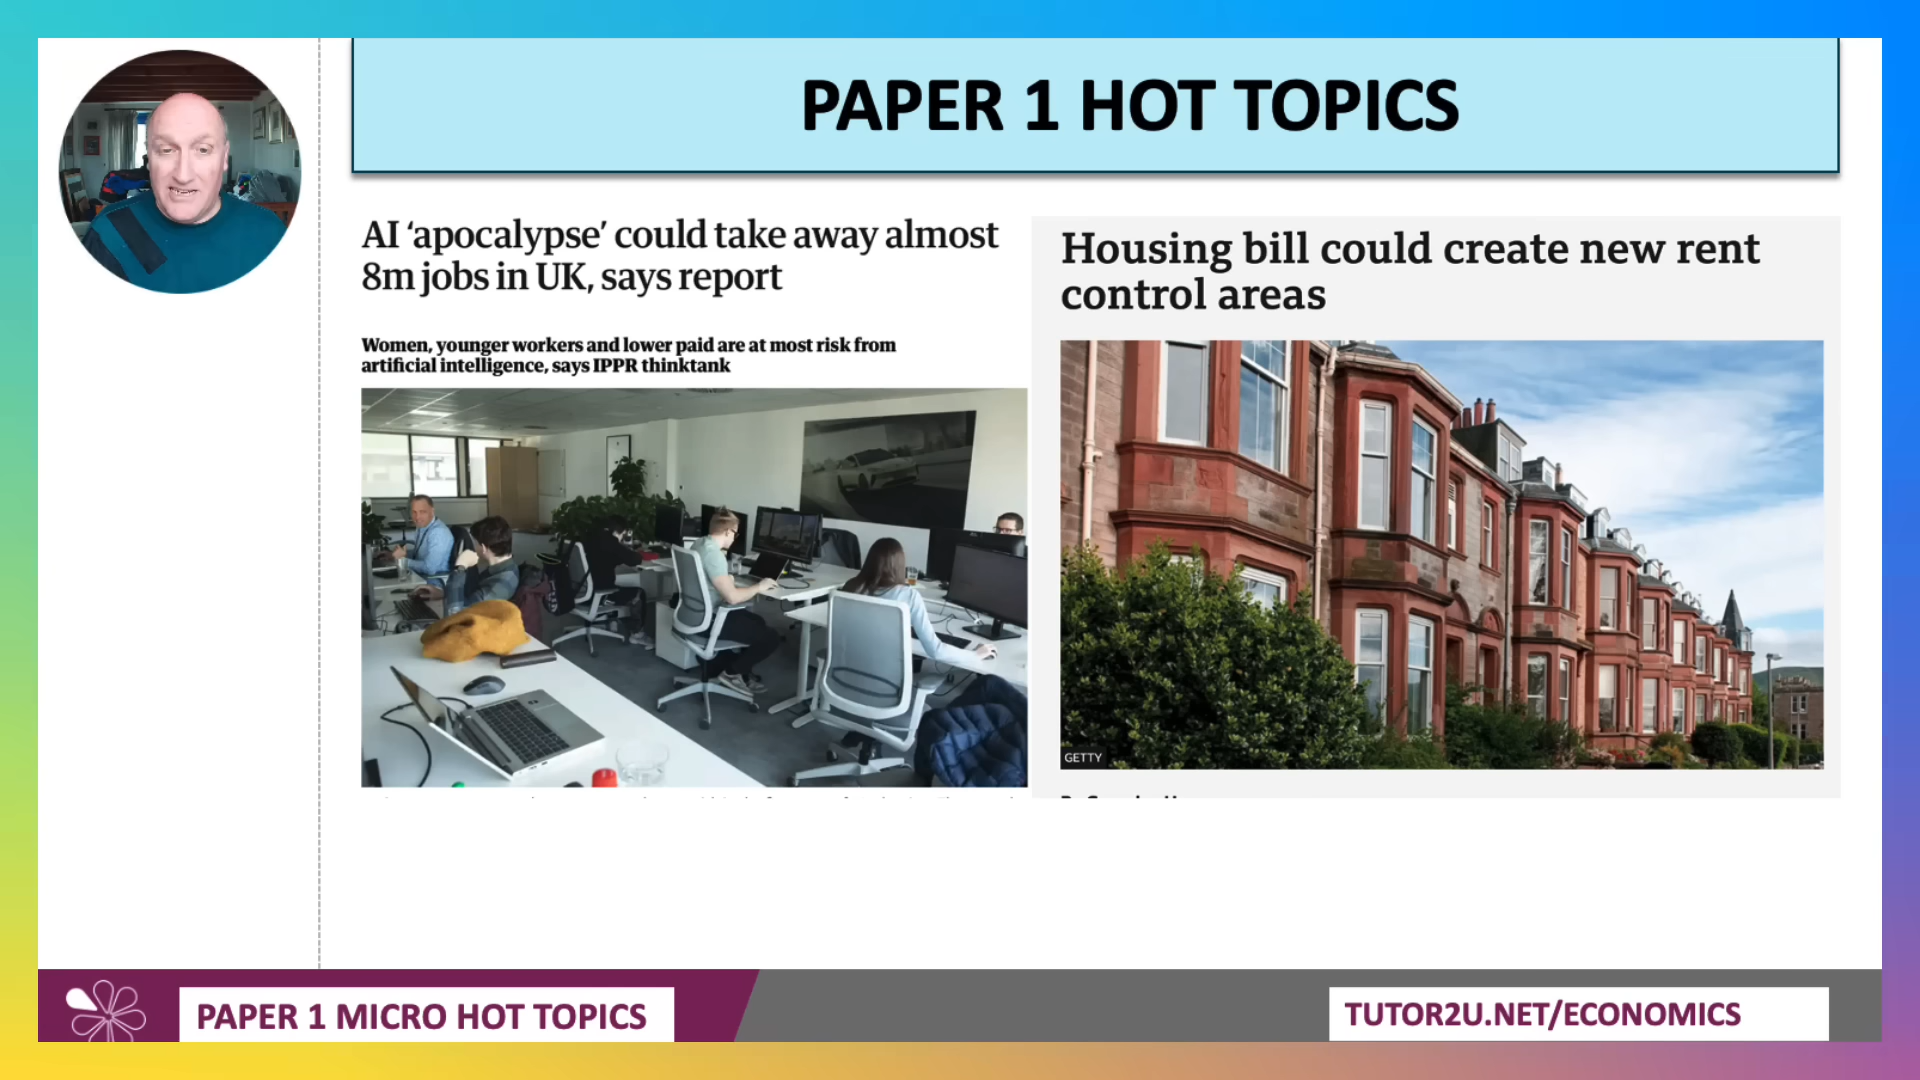 PAPER 1 HOT TOPICS
AI ‘apocalypse’ could take away almost
8m jobs in UK, says report
Women, younger workers and lower paid are at most risk from
artificial intelligence, says IPPR thinktank
Housing bill could create new rent
control areas
GETTY
PAPER 1 MICRO HOT TOPICS
TUTOR2U.NET/ECONOMICS